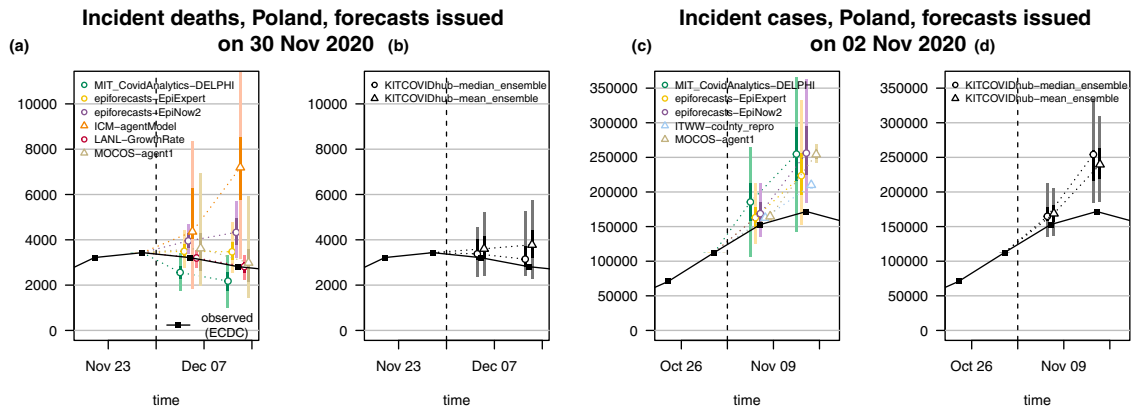 Incident deaths, Poland, forecasts issued
on 30 Nov 2020
(a)
(b)
MIT_CovidAnalytics-DELPHI
epiforecasts-EpiExpert
epiforecasts-EpiNow2
ICM-agentModel
LANL-GrowthRate
MOCOS-agent1
10000
8000
6000
4000
2000
0
observed
(ECDC)
Nov 23
Dec 07
time
KITCOVIDhub-median_ensemble
KITCOVIDhub-mean_ensemble
10000
8000
6000
4000
2000
0
Nov 23
Dec 07
time
Incident cases, Poland, forecasts issued
on 02 Nov 2020
(c)
(d)
MIT_CovidAnalytics-DELPHI
epiforecasts-EpiExpert
epiforecasts-EpiNow2
ITWW-county_repro
MOCOS-agent1
350000
300000
250000
200000
150000
100000
50000
0
Oct 26
Nov 09
time
KITCOVIDhub-median_ensemble
KITCOVIDhub-mean_ensemble
350000
300000
250000
200000
150000
100000
50000
0
Oct 26
Nov 09
time